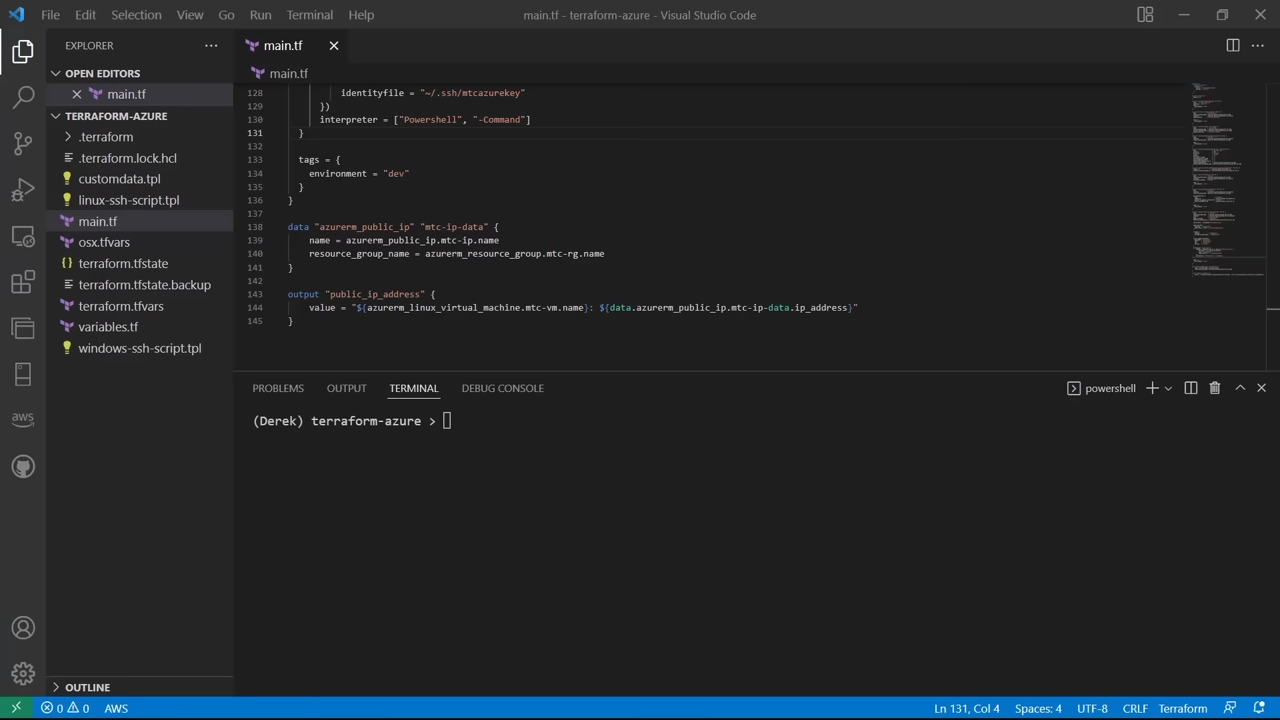 File Edit Selection View Go Run Terminal Help main.tf - terraform-azure - Visual Studio Code
EXPLORER
OPEN EDITORS
main.tf
TERRAFORM-AZURE
.terraform
.terraform.lock.hcl
customdata.tpl
linux-ssh-script.tpl
main.tf
osx.tfvars
terraform.tfstate
terraform.tfstate.backup
terraform.tfvars
variables.tf
windows-ssh-script.tpl
OUTLINE
aws
main.tf
main.tf
128 identityfile = "~/.ssh/mtcazurekey"
129 })
130 interpreter = ["Powershell", "-Command"]
131 }
132
133 tags = {
134 environment = "dev"
135 }
136 }
137
138 data "azurerm_public_ip" "mtc-ip-data" {
139 name = azurerm_public_ip.mtc-ip.name
140 resource_group_name = azurerm_resource_group.mtc-rg.name
141 }
142
143 output "public_ip_address" {
144 value = "${azurerm_linux_virtual_machine.mtc-vm.name}: ${data.azurerm_public_ip.mtc-ip-data.ip_address}"
145 }
PROBLEMS OUTPUT TERMINAL DEBUG CONSOLE powershell
(Derek) terraform-azure >
0 0 AWS Ln 131, Col 4 Spaces: 4 UTF-8 CRLF Terraform